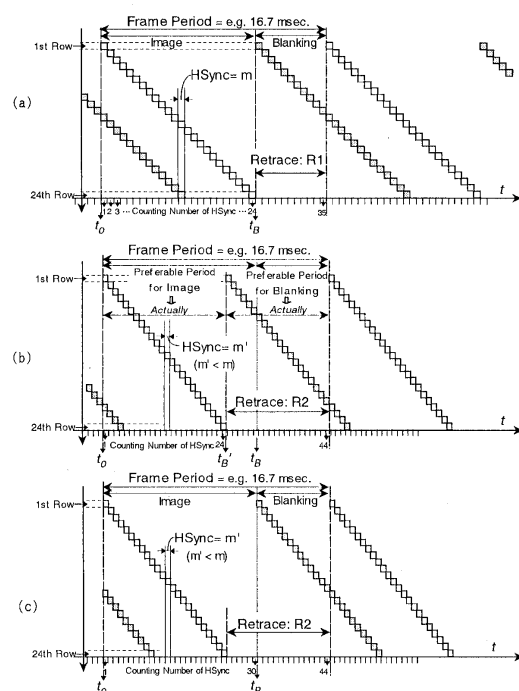 Frame Period = e.g. 16.7 msec.
Image Blanking
1st Row
HSync= m
(a)
Retrace: R1
t
24th Row
1 2 3 ··· Counting Number of HSync ··· 24 35
t0 tB
Frame Period = e.g. 16.7 msec.
1st Row
Preferable Period for Image
Preferable Period for Blanking
Actually Actually
(b)
HSync= m'
(m' < m)
Retrace: R2
t
24th Row
1 Counting Number of HSync 24 44
t0 tB' tB
Frame Period = e.g. 16.7 msec.
Image Blanking
1st Row
HSync= m'
(m' < m)
(c)
Retrace: R2
t
24th Row
1 Counting Number of HSync 30 44
t0 tB